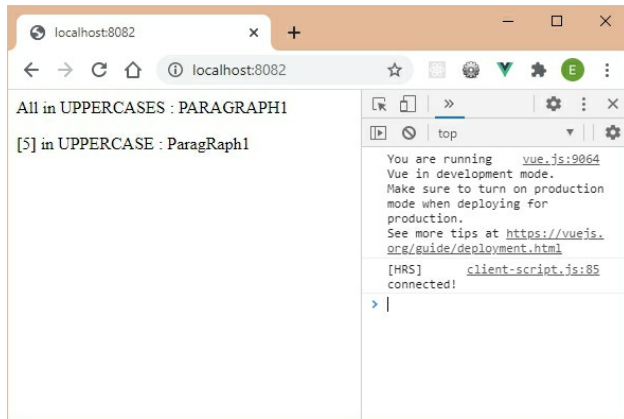 localhost:8082
localhost:8082
E
All in UPPERCASES : PARAGRAPH1
[5] in UPPERCASE : ParagRaph1
top
You are running vue.js:9064
Vue in development mode.
Make sure to turn on production
mode when deploying for
production.
See more tips at https://vuejs.
org/guide/deployment.html
[HRS] client-script.js:85
connected!